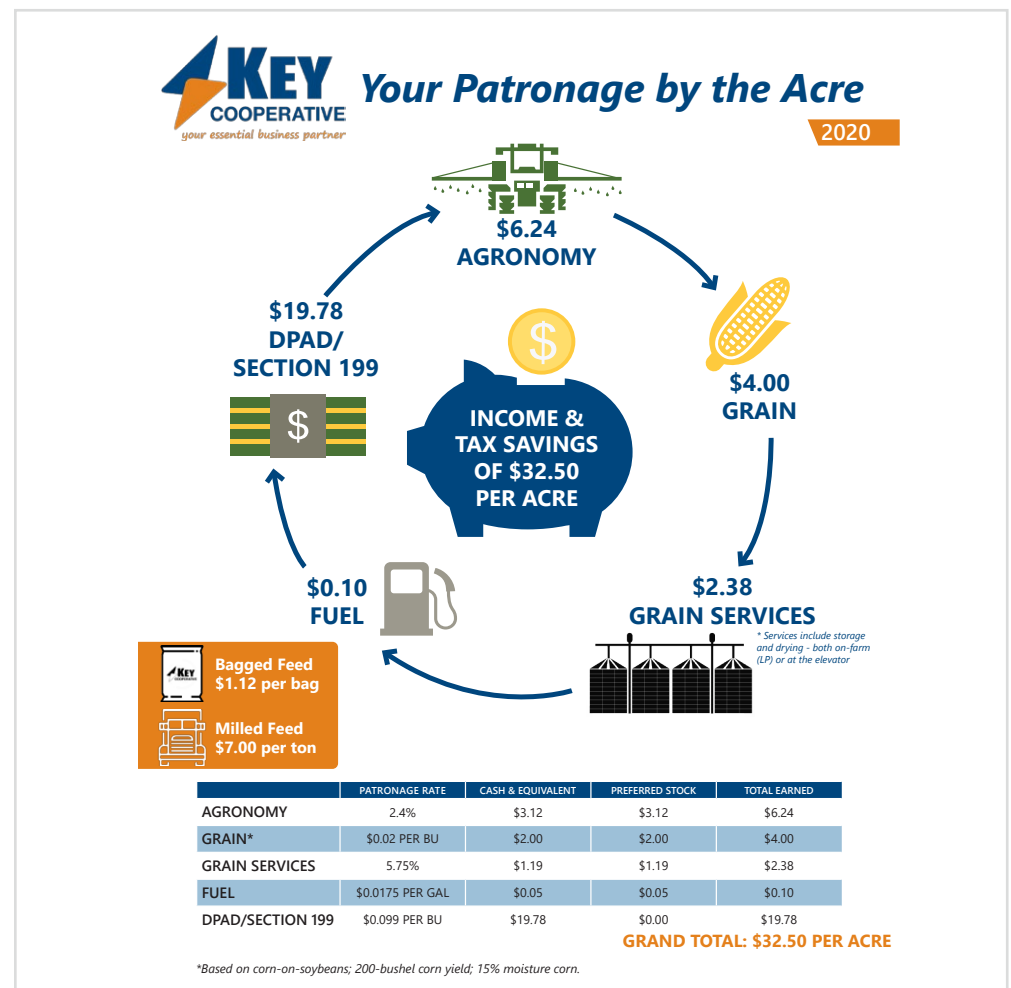 KEY
COOPERATIVE
your essential business partner
Your Patronage by the Acre
2020
$6.24
AGRONOMY
$19.78
DPAD/
SECTION 199
$
$
INCOME &
TAX SAVINGS
OF $32.50
PER ACRE
$4.00
GRAIN
$0.10
FUEL
$2.38
GRAIN SERVICES
* Services include storage
and drying - both on-farm
(LP) or at the elevator
KEY
COOPERATIVE
Bagged Feed
$1.12 per bag
Milled Feed
$7.00 per ton
PATRONAGE RATE CASH & EQUIVALENT PREFERRED STOCK TOTAL EARNED
AGRONOMY 2.4% $3.12 $3.12 $6.24
GRAIN* $0.02 PER BU $2.00 $2.00 $4.00
GRAIN SERVICES 5.75% $1.19 $1.19 $2.38
FUEL $0.0175 PER GAL $0.05 $0.05 $0.10
DPAD/SECTION 199 $0.099 PER BU $19.78 $0.00 $19.78
GRAND TOTAL: $32.50 PER ACRE
*Based on corn-on-soybeans; 200-bushel corn yield; 15% moisture corn.